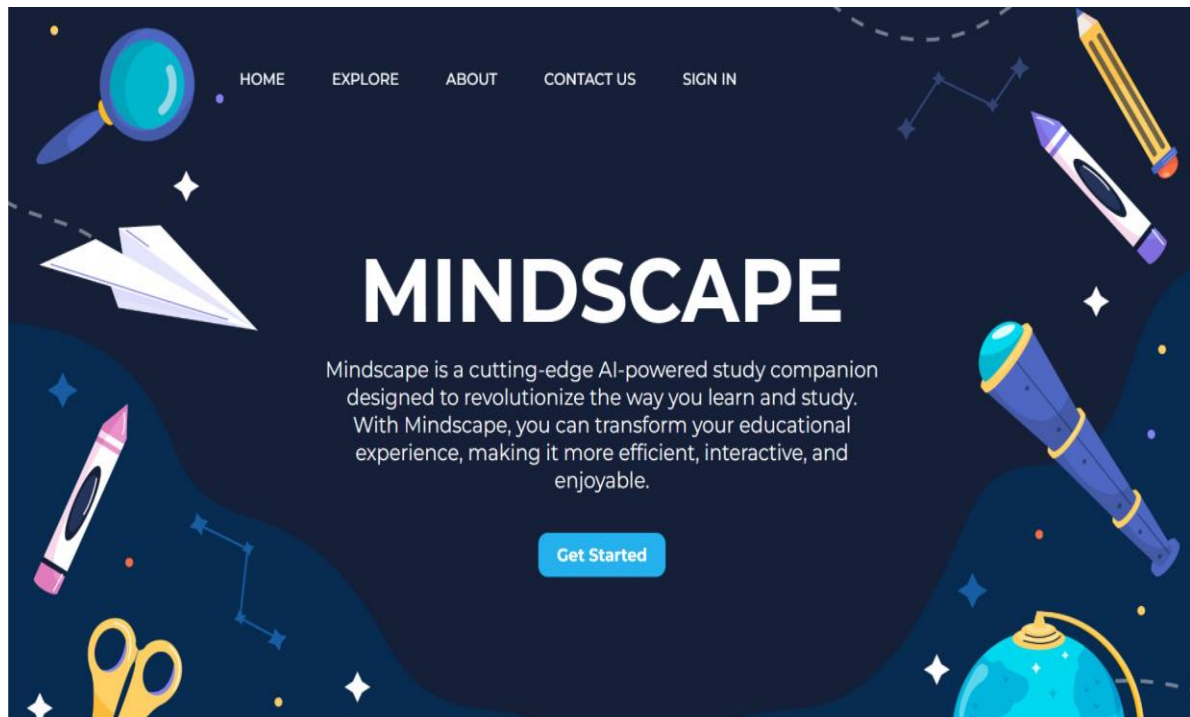 HOME EXPLORE ABOUT CONTACT US SIGN IN
MINDSCAPE
Mindscape is a cutting-edge AI-powered study companion
designed to revolutionize the way you learn and study.
With Mindscape, you can transform your educational
experience, making it more efficient, interactive, and
enjoyable.
Get Started